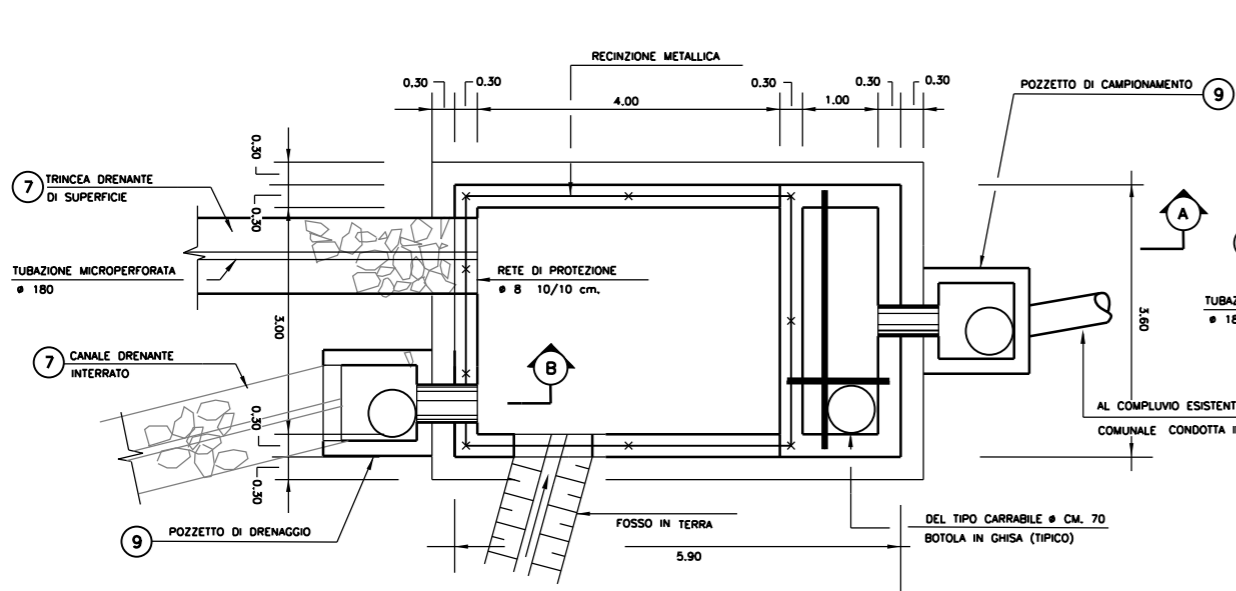 RECINZIONE METALLICA
0.30 0.30
4.00
0.30
1.00
0.30 0.30
POZZETTO DI CAMPIONAMENTO 9
7 TRINCEA DRENANTE
DI SUPERFICIE
0.30
0.30
A
TUBAZIONE MICROPERFORATA
ø 180
RETE DI PROTEZIONE
ø 8 10/10 cm.
3.00
3.60
ø 18
7 CANALE DRENANTE
INTERRATO
B
0.30
0.30
AL COMPLUVIO
COMUNALE CONDOTTA
9 POZZETTO DI DRENAGGIO
FOSSO IN TERRA
DEL TIPO CARRABILE ø CM. 70
BOTOLA IN GHISA (TIPICO)
5.90